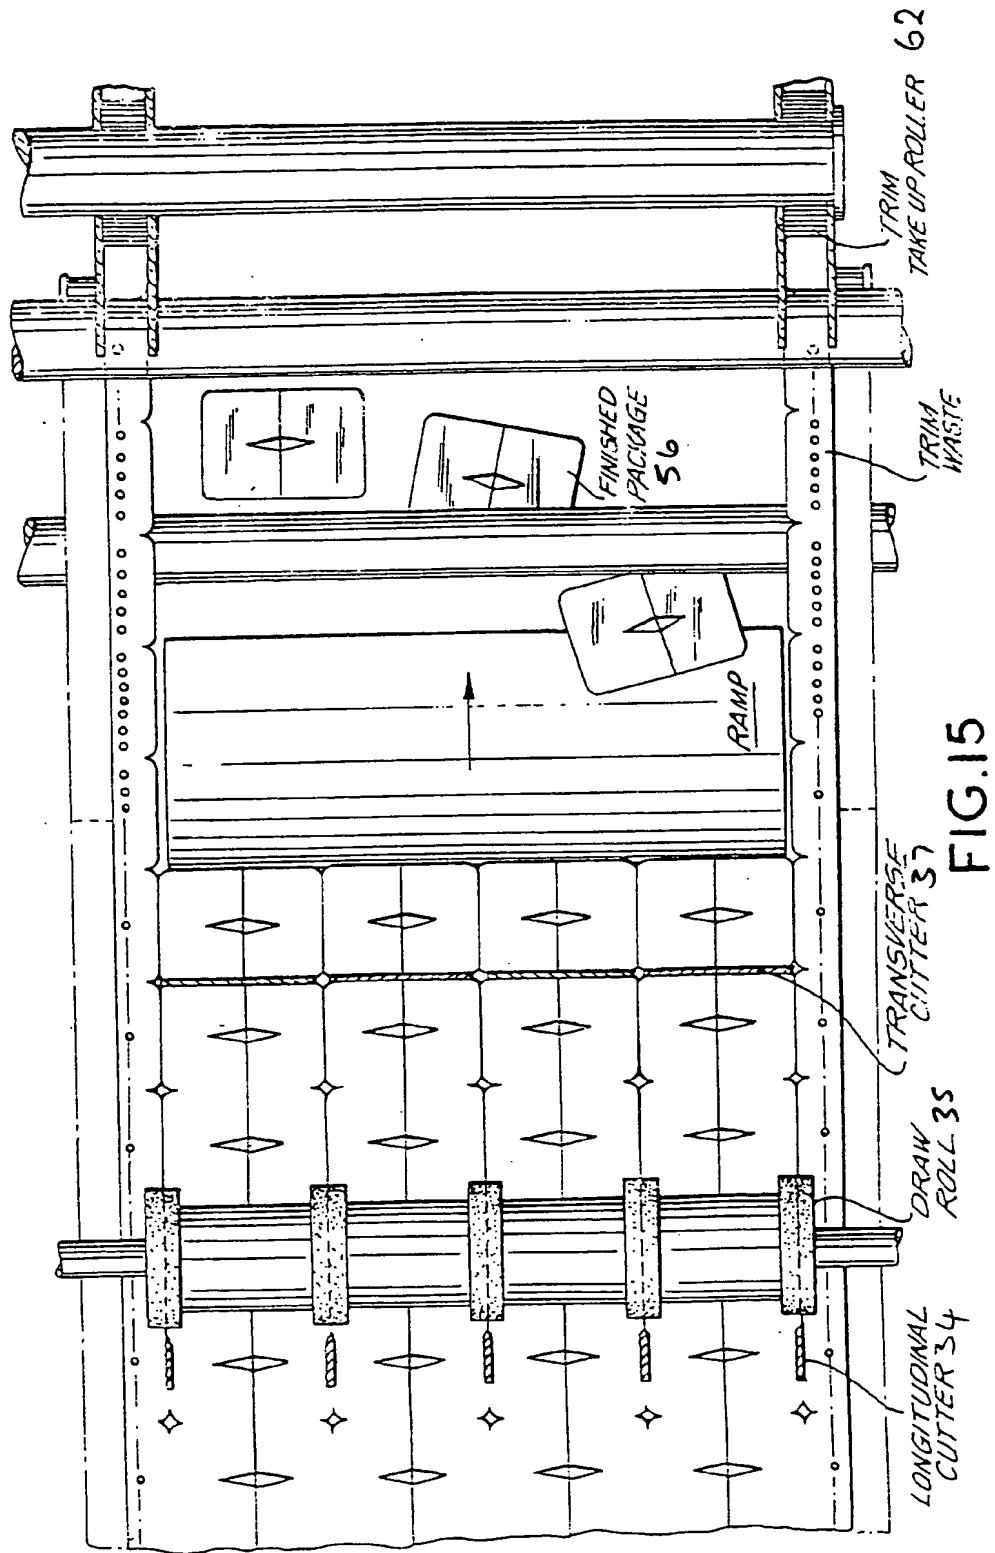 TRIM
TAKE UP ROLLER 62
TRIM
WASTE
FINISHED
PACKAGE
56
RAMP
TRANSVERSE
CUTTER 37
DRAW
ROLL 35
LONGITUDINAL
CUTTER 34
FIG.15